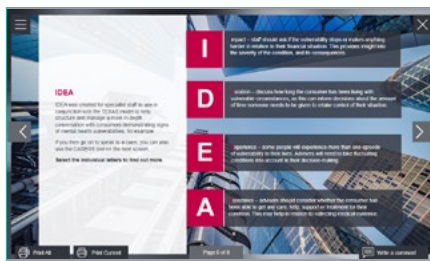 IDEA
IDEA was created for specialist staff to use in
conjunction with the TEXAS model to help
structure and manage a more in-depth
conversation with consumers demonstrating signs
of mental health vulnerabilities, for example
If you then go on to speak to a carer, you can also
use the CARERS tool on the next screen.
Select the individual letters to find out more.
I
Impact – staff should ask if the vulnerability stops or makes anything
harder in relation to their financial situation. This provides insight into
the severity of the condition, and its consequences.
D
Duration – discuss how long the consumer has been living with
vulnerable circumstances, as this can inform decisions about the amount
of time someone needs to be given to retake control of their situation.
E
Experience – some people will experience more than one episode
of vulnerability in their lives. Advisers will need to take fluctuating
conditions into account in their decision-making.
A
Assistance – advisers should consider whether the consumer has
been able to get any care, help, support or treatment for their
condition. This may help in relation to collecting medical evidence.
Print All
Print Current
Page 6 of 8
Write a comment